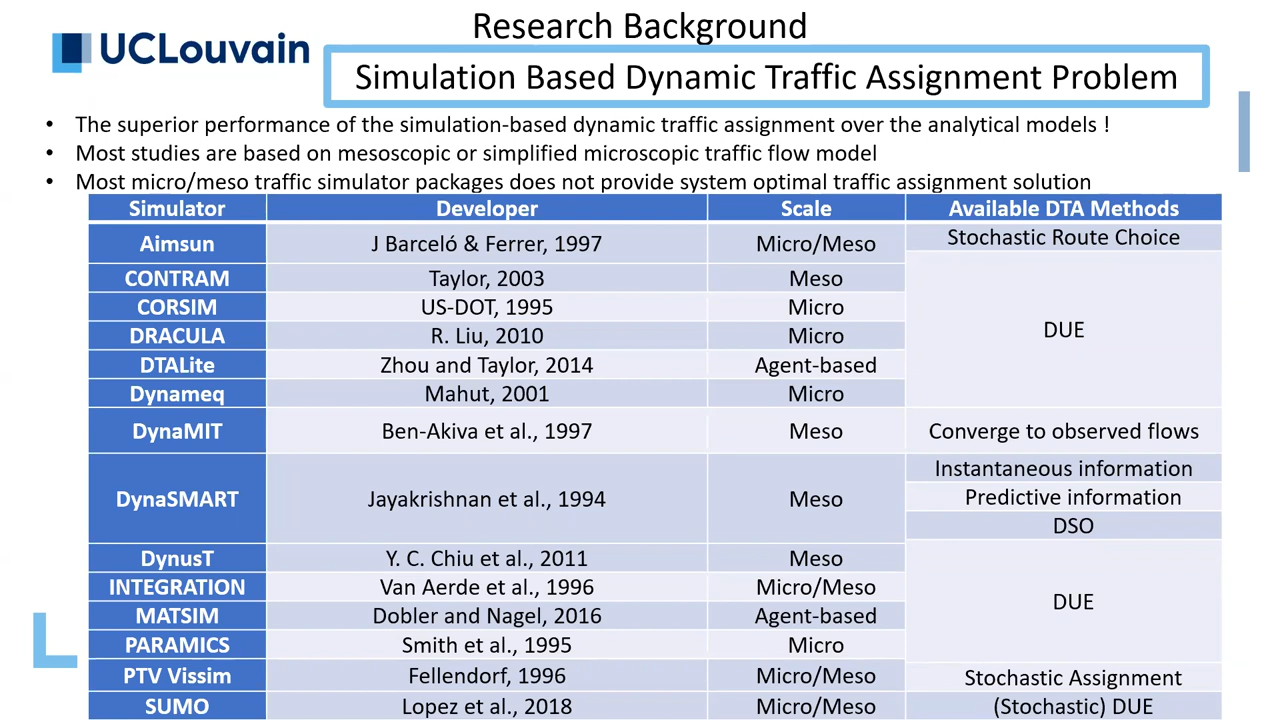 Research Background
UCLouvain
Simulation Based Dynamic Traffic Assignment Problem
• The superior performance of the simulation-based dynamic traffic assignment over the analytical models !
• Most studies are based on mesoscopic or simplified microscopic traffic flow model
• Most micro/meso traffic simulator packages does not provide system optimal traffic assignment solution
Simulator Developer Scale Available DTA Methods
Aimsun J Barceló & Ferrer, 1997 Micro/Meso Stochastic Route Choice
CONTRAM Taylor, 2003 Meso
CORSIM US-DOT, 1995 Micro
DRACULA R. Liu, 2010 Micro DUE
DTALite Zhou and Taylor, 2014 Agent-based
Dynameq Mahut, 2001 Micro
DynaMIT Ben-Akiva et al., 1997 Meso Converge to observed flows
Instantaneous information
DynaSMART Jayakrishnan et al., 1994 Meso Predictive information
DSO
DynusT Y. C. Chiu et al., 2011 Meso
INTEGRATION Van Aerde et al., 1996 Micro/Meso DUE
MATSIM Dobler and Nagel, 2016 Agent-based
PARAMICS Smith et al., 1995 Micro
PTV Vissim Fellendorf, 1996 Micro/Meso Stochastic Assignment
SUMO Lopez et al., 2018 Micro/Meso (Stochastic) DUE